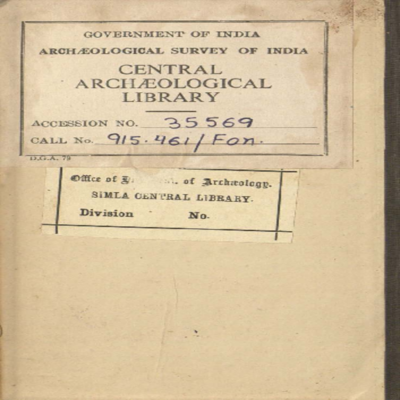 GOVERNMENT OF INDIA
ARCHÆOLOGICAL SURVEY OF INDIA
CENTRAL
ARCHÆOLOGICAL
LIBRARY
ACCESSION NO. 35569
CALL No. 915.461/Fon.
D.G.A. 79
Office of of Archæology.
SIMLA CENTRAL LIBRARY.
Division No.